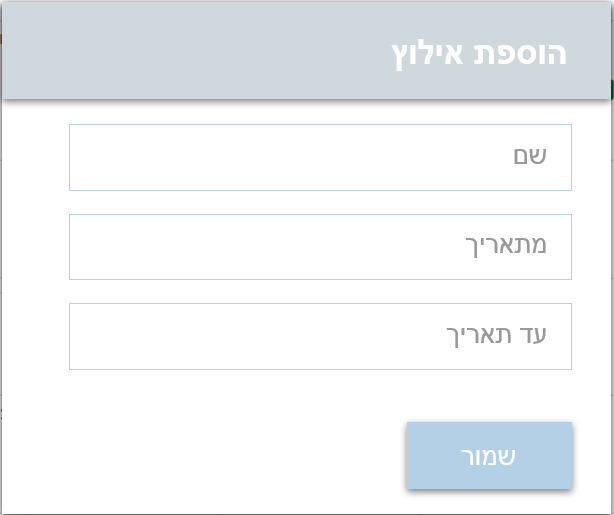 הוספת אילוץ
שם
מתאריך
עד תאריך
שמור